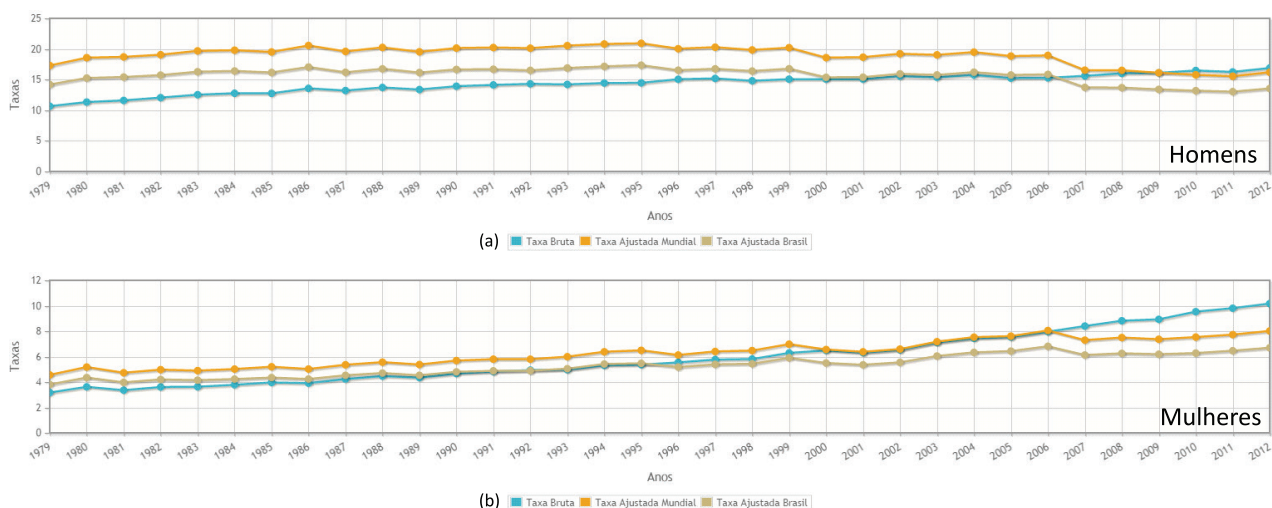 25
20
15
10
5
0
Taxas
Homens
1979 1980 1981 1982 1983 1984 1985 1986 1987 1988 1989 1990 1991 1992 1993 1994 1995 1996 1997 1998 1999 2000 2001 2002 2003 2004 2005 2006 2007 2008 2009 2010 2011 2012
Anos
(a) Taxa Bruta Taxa Ajustada Mundial Taxa Ajustada Brasil
12
10
8
6
4
2
0
Taxas
Mulheres
1979 1980 1981 1982 1983 1984 1985 1986 1987 1988 1989 1990 1991 1992 1993 1994 1995 1996 1997 1998 1999 2000 2001 2002 2003 2004 2005 2006 2007 2008 2009 2010 2011 2012
Anos
(b) Taxa Bruta Taxa Ajustada Mundial Taxa Ajustada Brasil